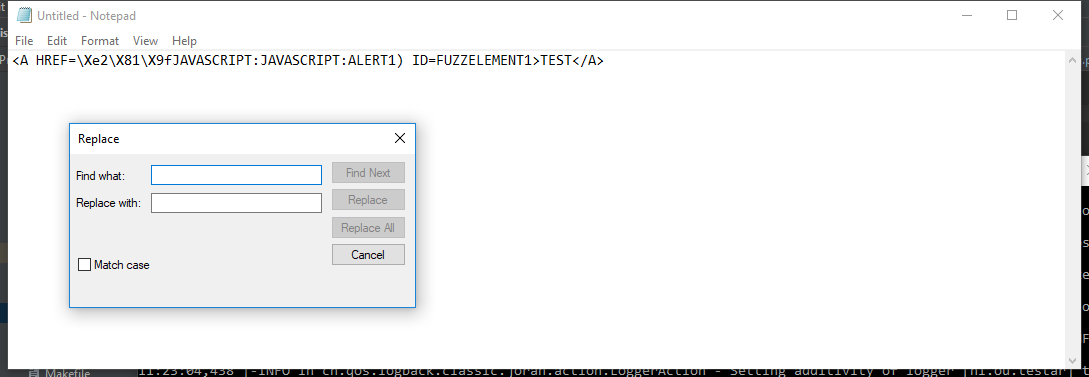 Untitled - Notepad
File Edit Format View Help
<A HREF=\Xe2\X81\X9fJAVASCRIPT:JAVASCRIPT:ALERT1) ID=FUZZELEMENT1>TEST</A>
Replace
Find what:
Find Next
Replace with:
Replace
Replace All
Cancel
Match case
Makefile
11:23:04,438 |-INFO in ch.qos.logback.classic.joran.action.LoggerAction - Setting additivity of logger [nl.ou.testar]